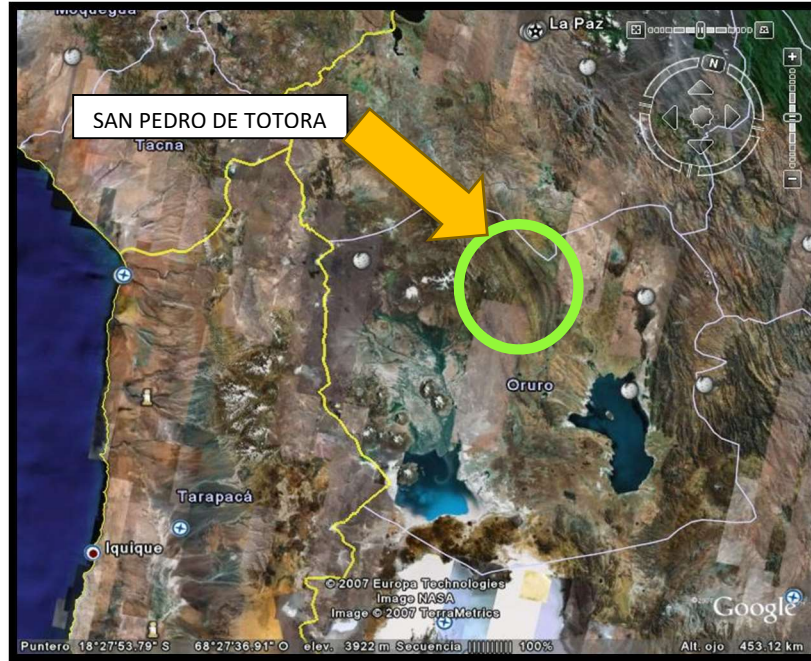 Moquegua
La Paz
N
SAN PEDRO DE TOTORA
Tacna
Oruro
Tarapacá
Iquique
© 2007 Europa Technologies
Image NASA
Image © 2007 TerraMetrics
© 2007 Google
Puntero 18°27'53.79" S 68°27'36.91" O elev. 3922 m Secuencia |||||||||| 100% Alt. ojo 453.12 km